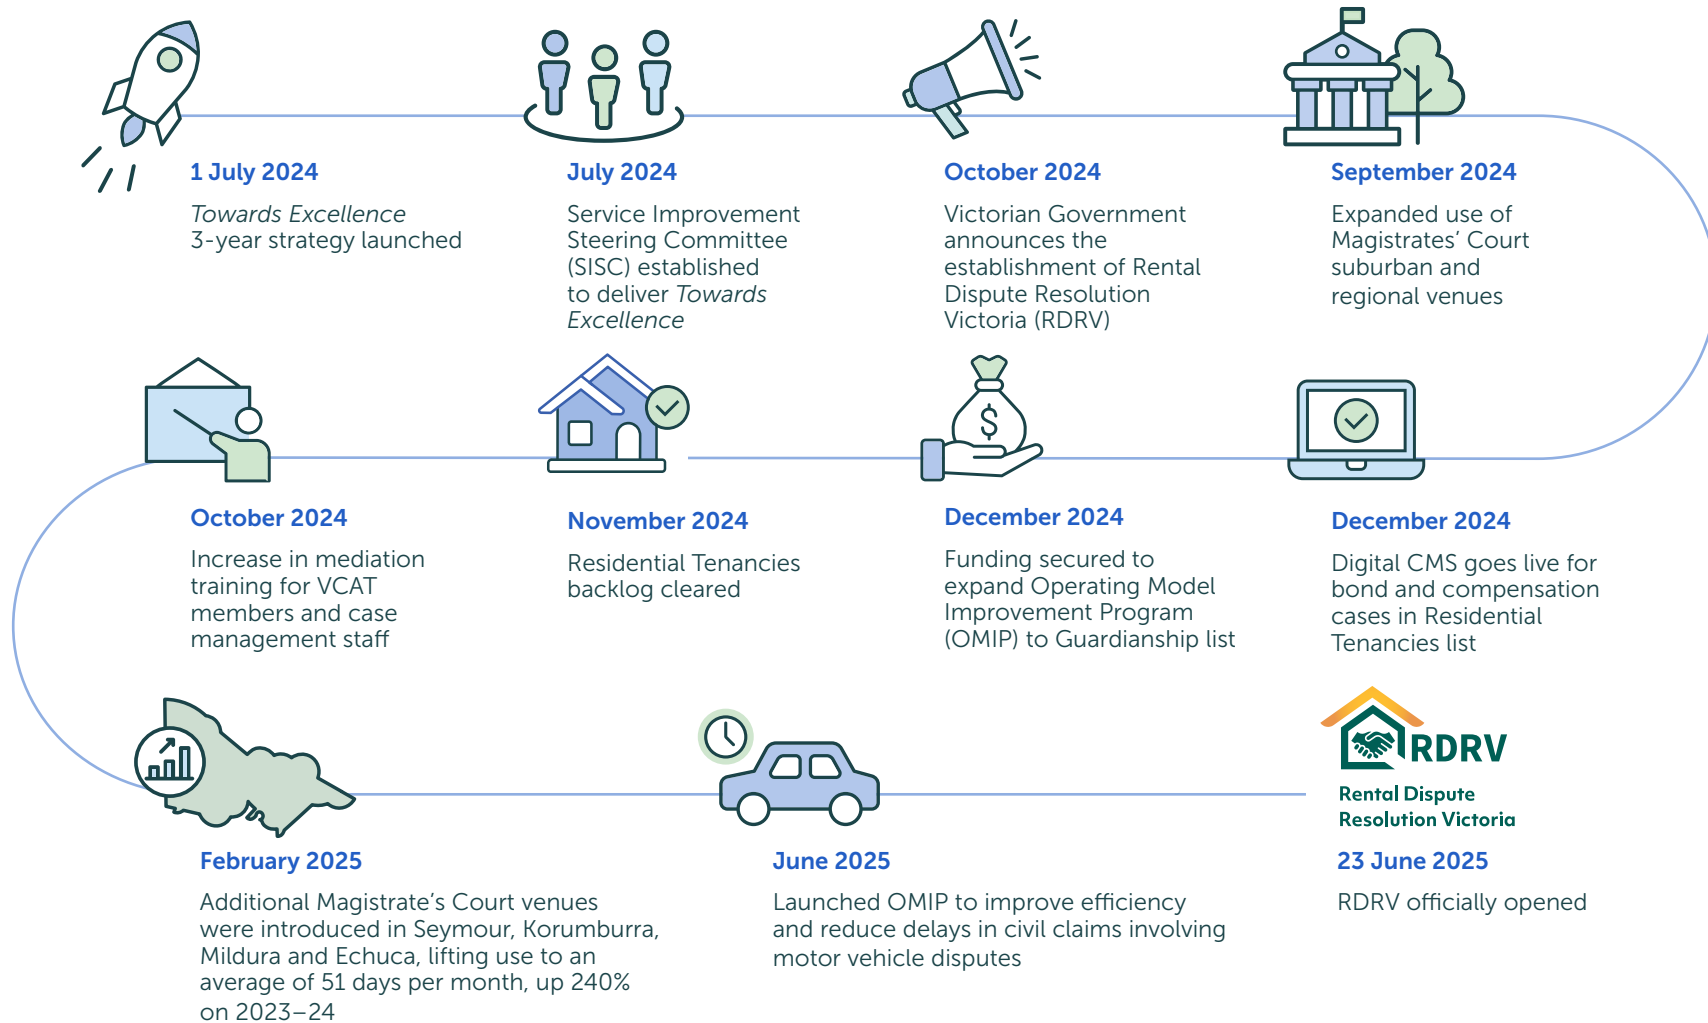 1 July 2024
Towards Excellence
3-year strategy launched
July 2024
Service Improvement
Steering Committee
(SISC) established
to deliver Towards
Excellence
October 2024
Victorian Government
announces the
establishment of Rental
Dispute Resolution
Victoria (RDRV)
September 2024
Expanded use of
Magistrates’ Court
suburban and
regional venues
October 2024
Increase in mediation
training for VCAT
members and case
management staff
November 2024
Residential Tenancies
backlog cleared
$
December 2024
Funding secured to
expand Operating Model
Improvement Program
(OMIP) to Guardianship list
December 2024
Digital CMS goes live for
bond and compensation
cases in Residential
Tenancies list
February 2025
Additional Magistrate’s Court venues
were introduced in Seymour, Korumburra,
Mildura and Echuca, lifting use to an
average of 51 days per month, up 240%
on 2023–24
June 2025
Launched OMIP to improve efficiency
and reduce delays in civil claims involving
motor vehicle disputes
RDRV
Rental Dispute
Resolution Victoria
23 June 2025
RDRV officially opened